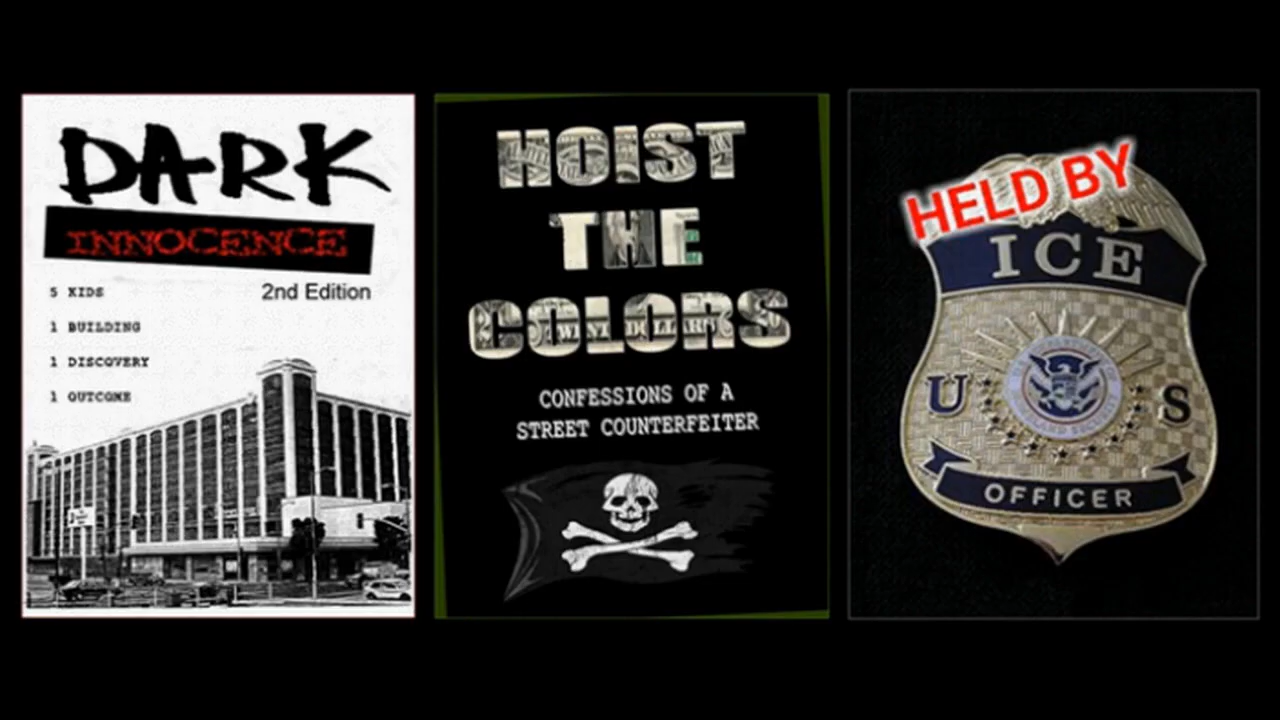 DARK
INNOCENCE
2nd Edition
5 KIDS
1 BUILDING
1 DISCOVERY
1 OUTCOME
HOIST
THE
COLORS
CONFESSIONS OF A
STREET COUNTERFEITER
HELD BY
ICE
U S
OFFICER